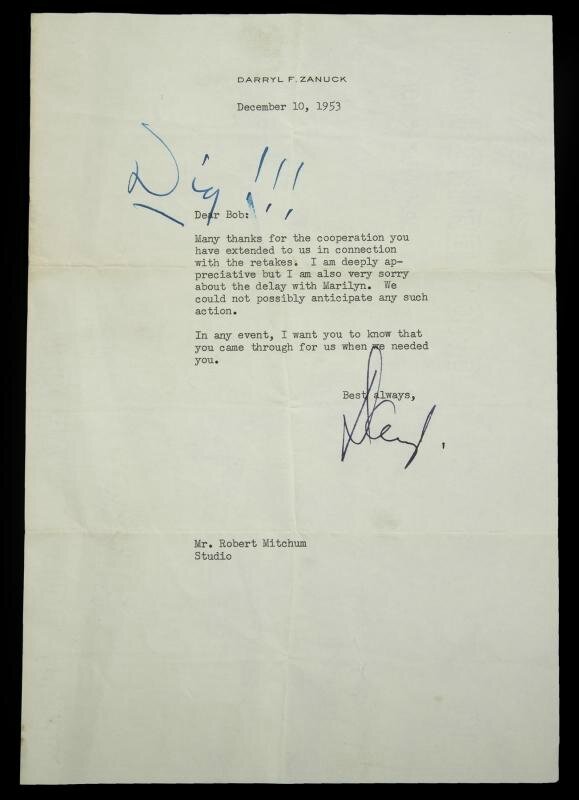 DARRYL F. ZANUCK
December 10, 1953
Dig!!!
Dear Bob:
Many thanks for the cooperation you
have extended to us in connection
with the retakes. I am deeply ap-
preciative but I am also very sorry
about the delay with Marilyn. We
could not possibly anticipate any such
action.
In any event, I want you to know that
you came through for us when we needed
you.
Best always,
Mr. Robert Mitchum
Studio